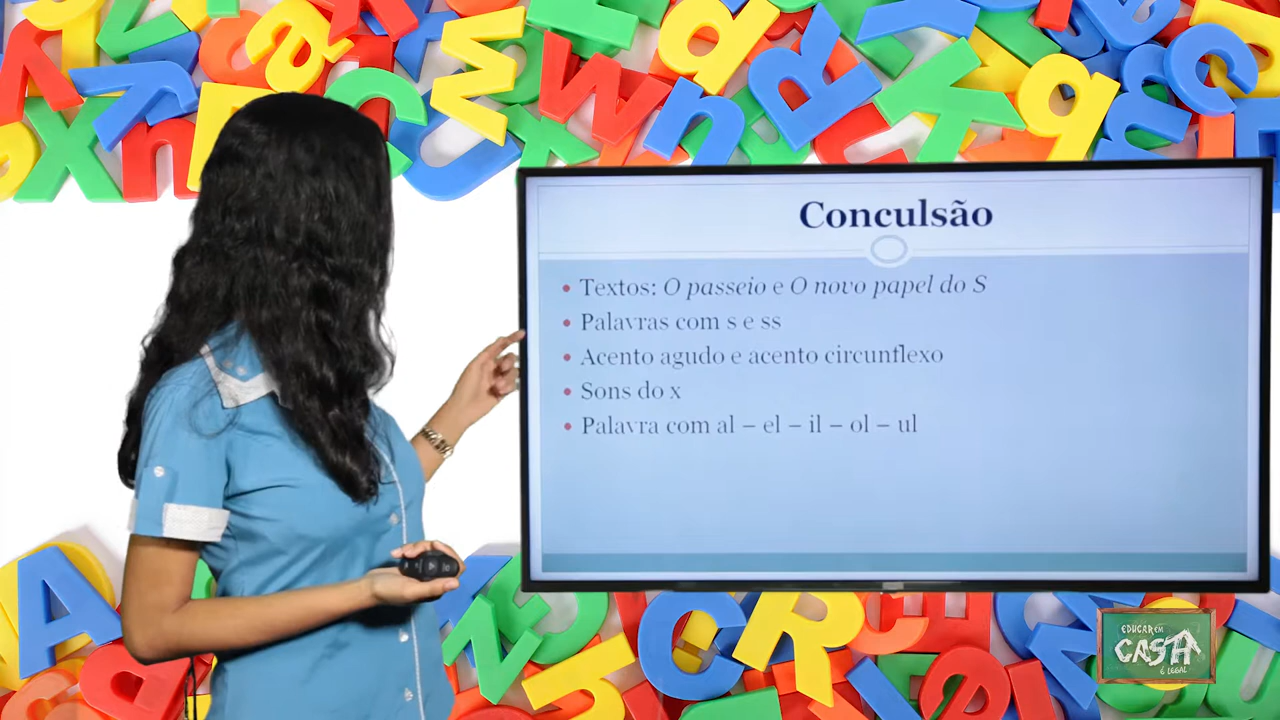 Conculsão
• Textos: O passeio e O novo papel do S
• Palavras com s e ss
• Acento agudo e acento circunflexo
• Sons do x
• Palavra com al – el – il – ol – ul
EDUCAR EM
CASA
É LEGAL